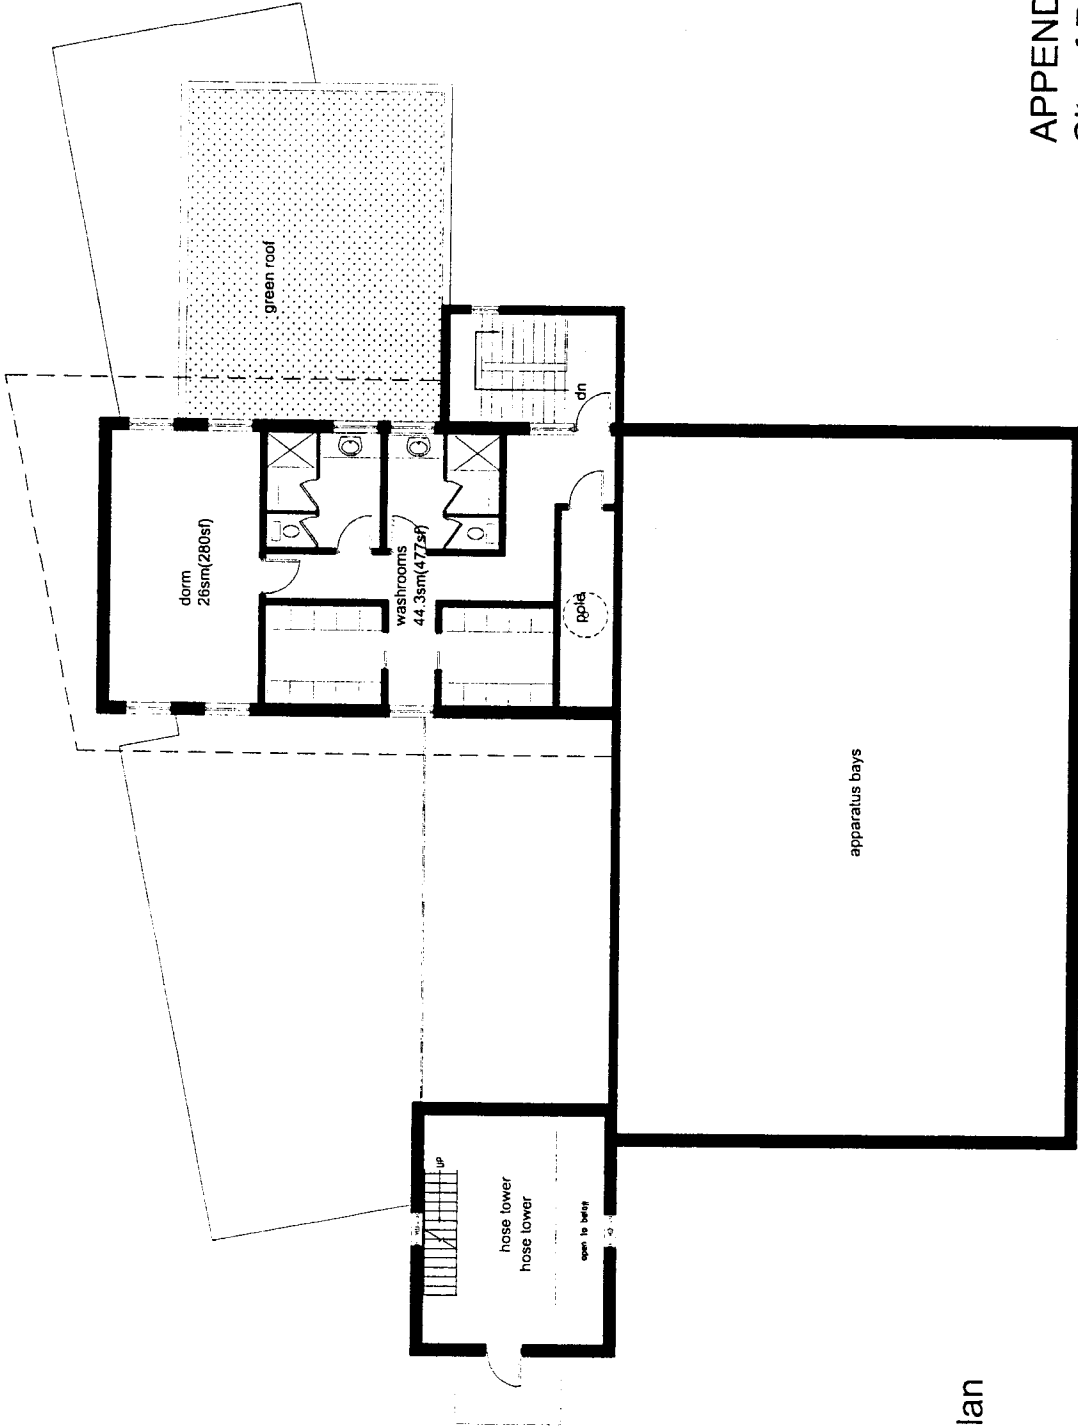 APPEND
green roof
dn
dorm
26sm(280sf)
washrooms
44.3sm(477sf)
pole
apparatus bays
UP
hose tower
hose tower
open to below
lan